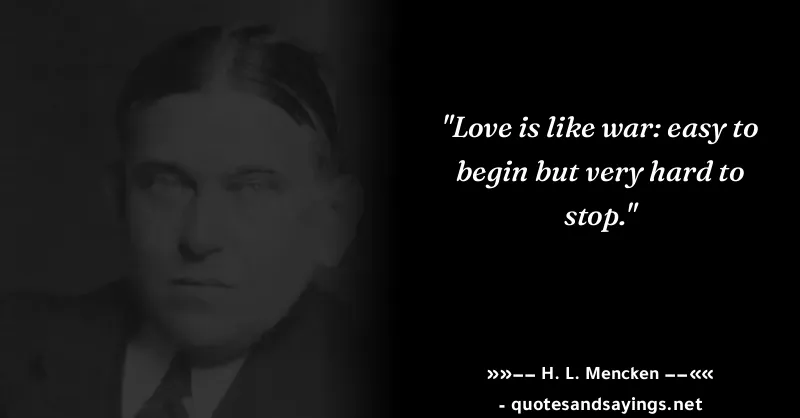 "Love is like war: easy to
begin but very hard to
stop."
»»–– H. L. Mencken ––««
- quotesandsayings.net